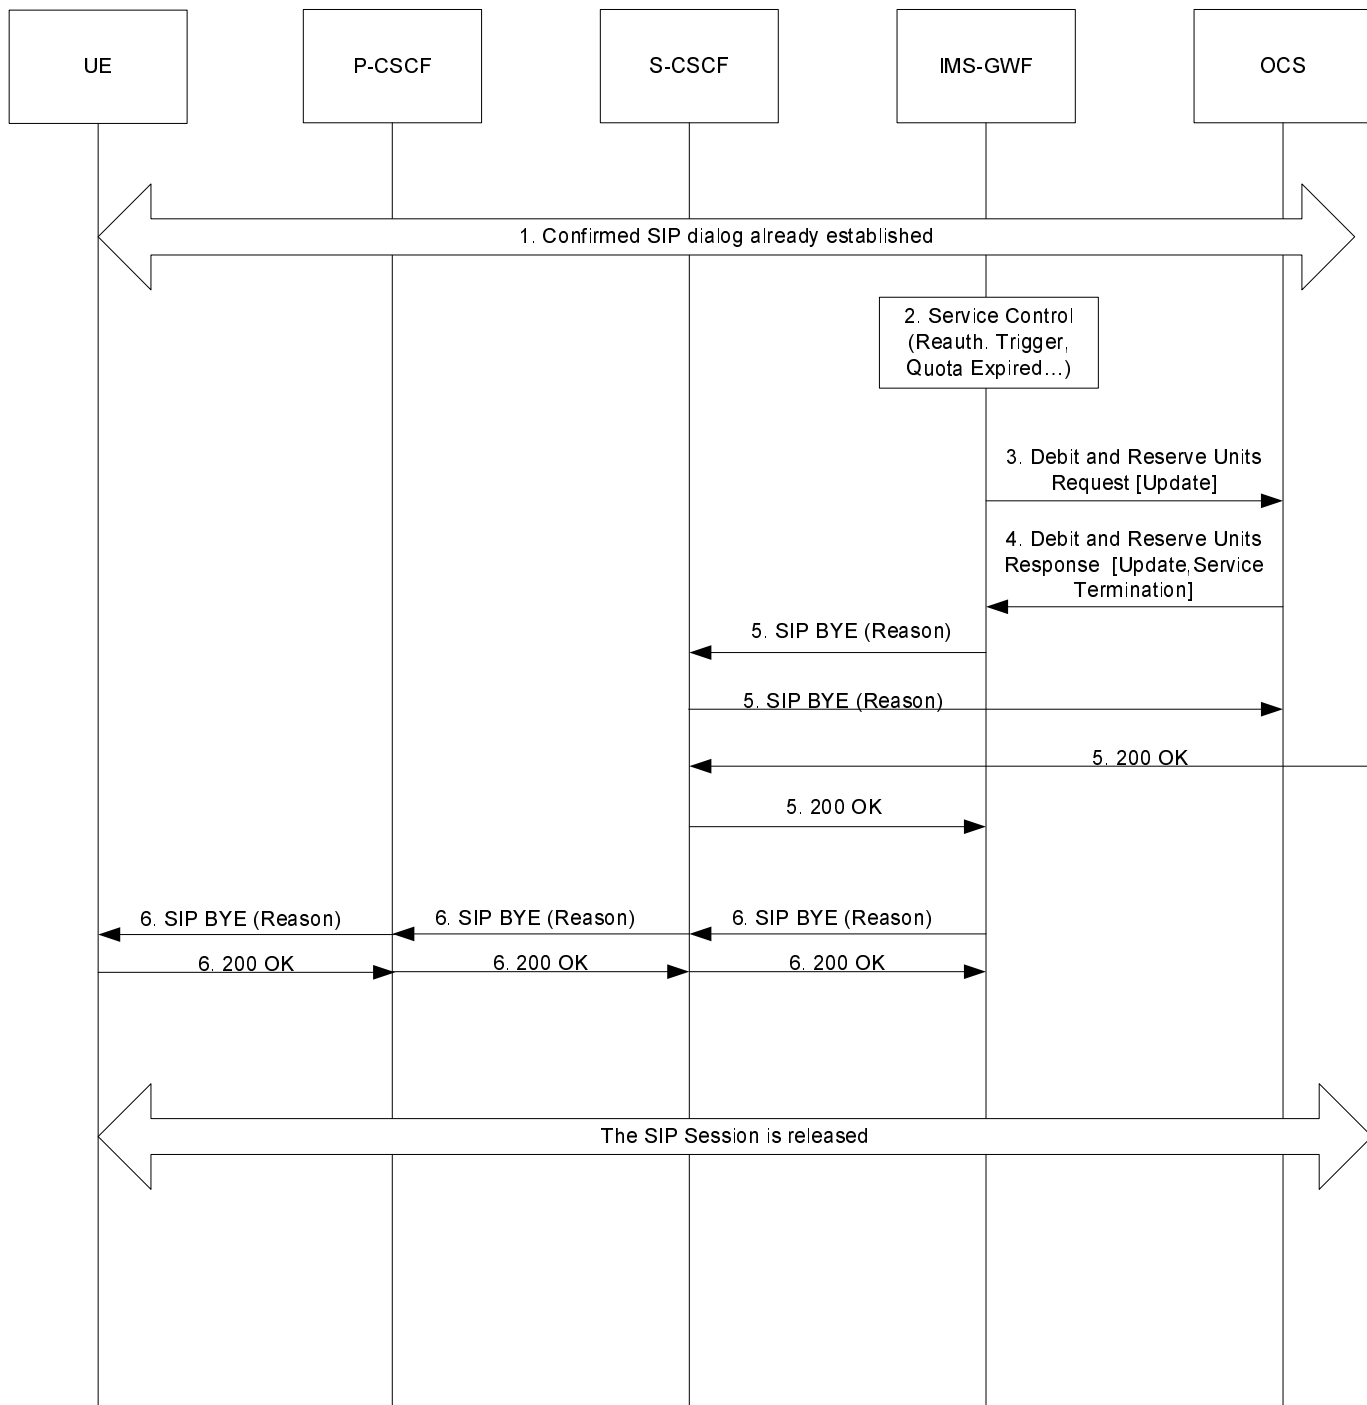 UE
P-CSCF
S-CSCF
IMS-GWF
OCS
1. Confirmed SIP dialog already established
2. Service Control
(Reauth. Trigger,
Quota Expired...)
3. Debit and Reserve Units
Request [Update]
4. Debit and Reserve Units
Response [Update,Service
Termination]
5. SIP BYE (Reason)
5. SIP BYE (Reason)
5. 200 OK
5. 200 OK
6. SIP BYE (Reason)
6. SIP BYE (Reason)
6. SIP BYE (Reason)
6. 200 OK
6. 200 OK
6. 200 OK
The SIP Session is released